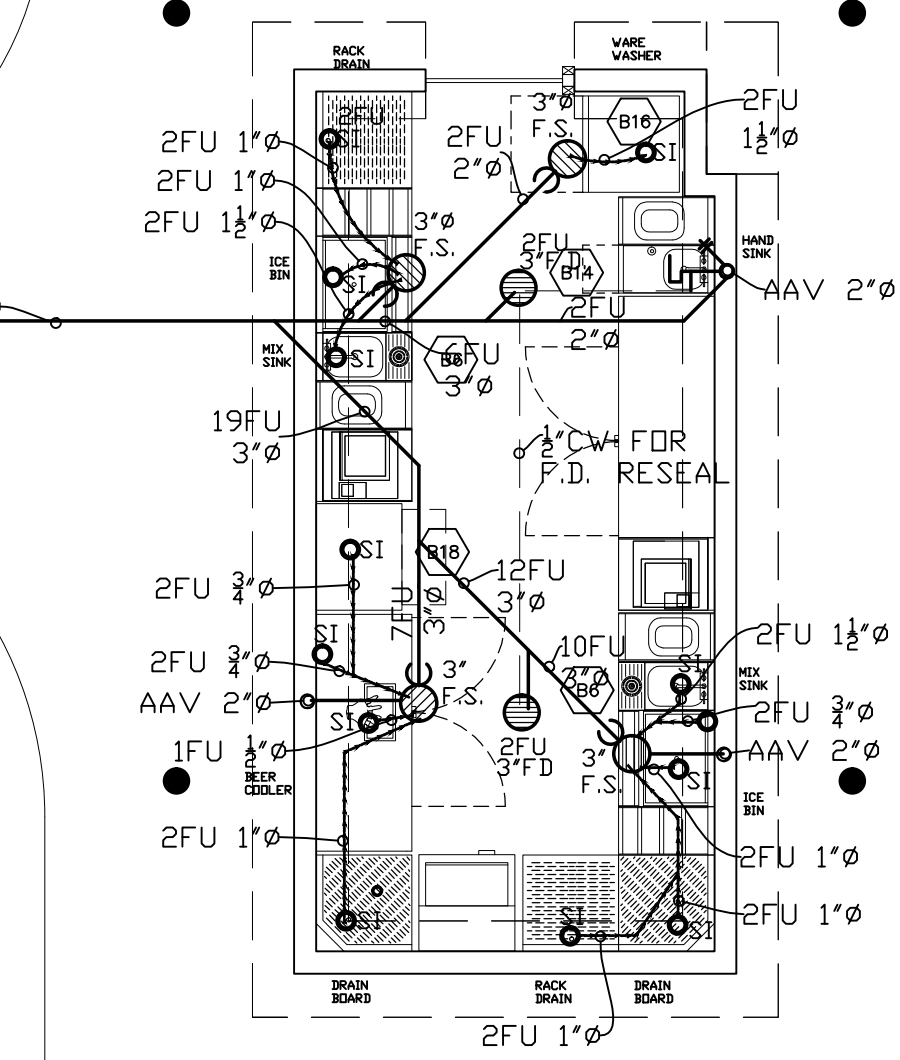 RACK
DRAIN
WARE
WASHER
2FU
3"Ø
F.S.
B16
2FU
1½"Ø
SI
2FU 1"Ø
SI
2FU
2"Ø
2FU 1"Ø
2FU 1½"Ø
3"Ø
F.S.
ICE
BIN
SI
2FU
3"F.D.
B14
HAND
SINK
AAV 2"Ø
2FU
2"Ø
MIX
SINK
SI
6FU
B6
3"Ø
19FU
3"Ø
½"CW FOR
F.D. RESEAL
SI
B18
12FU
3"Ø
2FU ¾"Ø
7FU
3"Ø
SI
10FU
3"Ø
B6
2FU 1½"Ø
SI
2FU ¾"Ø
3"
F.S.
MIX
SINK
AAV 2"Ø
2FU ¾"Ø
SI
1FU ½"Ø
2FU
3"FD
3"
F.S.
AAV 2"Ø
SI
BEER
COOLER
ICE
BIN
2FU 1"Ø
2FU 1"Ø
SI
SI
2FU 1"Ø
SI
DRAIN
BOARD
RACK
DRAIN
DRAIN
BOARD
2FU 1"Ø